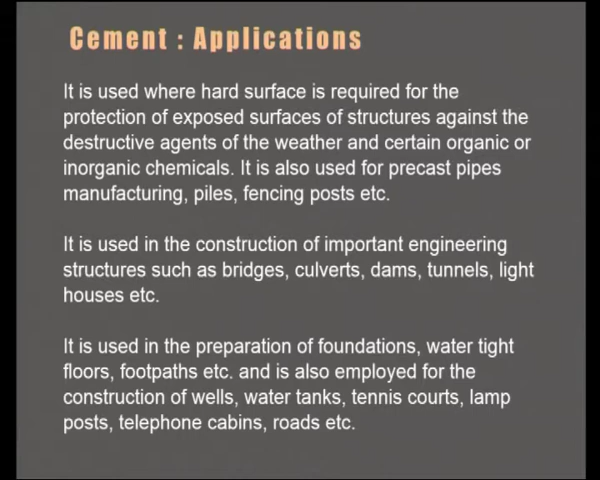 Cement : Applications
It is used where hard surface is required for the
protection of exposed surfaces of structures against the
destructive agents of the weather and certain organic or
inorganic chemicals. It is also used for precast pipes
manufacturing, piles, fencing posts etc.
It is used in the construction of important engineering
structures such as bridges, culverts, dams, tunnels, light
houses etc.
It is used in the preparation of foundations, water tight
floors, footpaths etc. and is also employed for the
construction of wells, water tanks, tennis courts, lamp
posts, telephone cabins, roads etc.